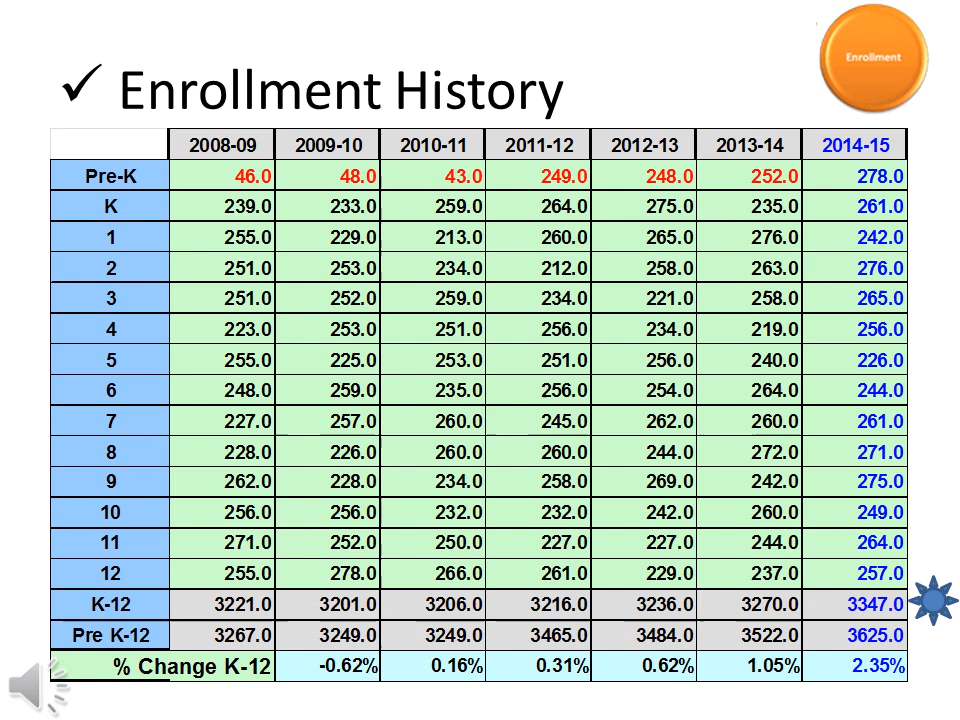 Enrollment
✓ Enrollment History
2008-09 2009-10 2010-11 2011-12 2012-13 2013-14 2014-15
Pre-K 46.0 48.0 43.0 249.0 248.0 252.0 278.0
K 239.0 233.0 259.0 264.0 275.0 235.0 261.0
1 255.0 229.0 213.0 260.0 265.0 276.0 242.0
2 251.0 253.0 234.0 212.0 258.0 263.0 276.0
3 251.0 252.0 259.0 234.0 221.0 258.0 265.0
4 223.0 253.0 251.0 256.0 234.0 219.0 256.0
5 255.0 225.0 253.0 251.0 256.0 240.0 226.0
6 248.0 259.0 235.0 256.0 254.0 264.0 244.0
7 227.0 257.0 260.0 245.0 262.0 260.0 261.0
8 228.0 226.0 260.0 260.0 244.0 272.0 271.0
9 262.0 228.0 234.0 258.0 269.0 242.0 275.0
10 256.0 256.0 232.0 232.0 242.0 260.0 249.0
11 271.0 252.0 250.0 227.0 227.0 244.0 264.0
12 255.0 278.0 266.0 261.0 229.0 237.0 257.0
K-12 3221.0 3201.0 3206.0 3216.0 3236.0 3270.0 3347.0
Pre K-12 3267.0 3249.0 3249.0 3465.0 3484.0 3522.0 3625.0
% Change K-12 -0.62% 0.16% 0.31% 0.62% 1.05% 2.35%